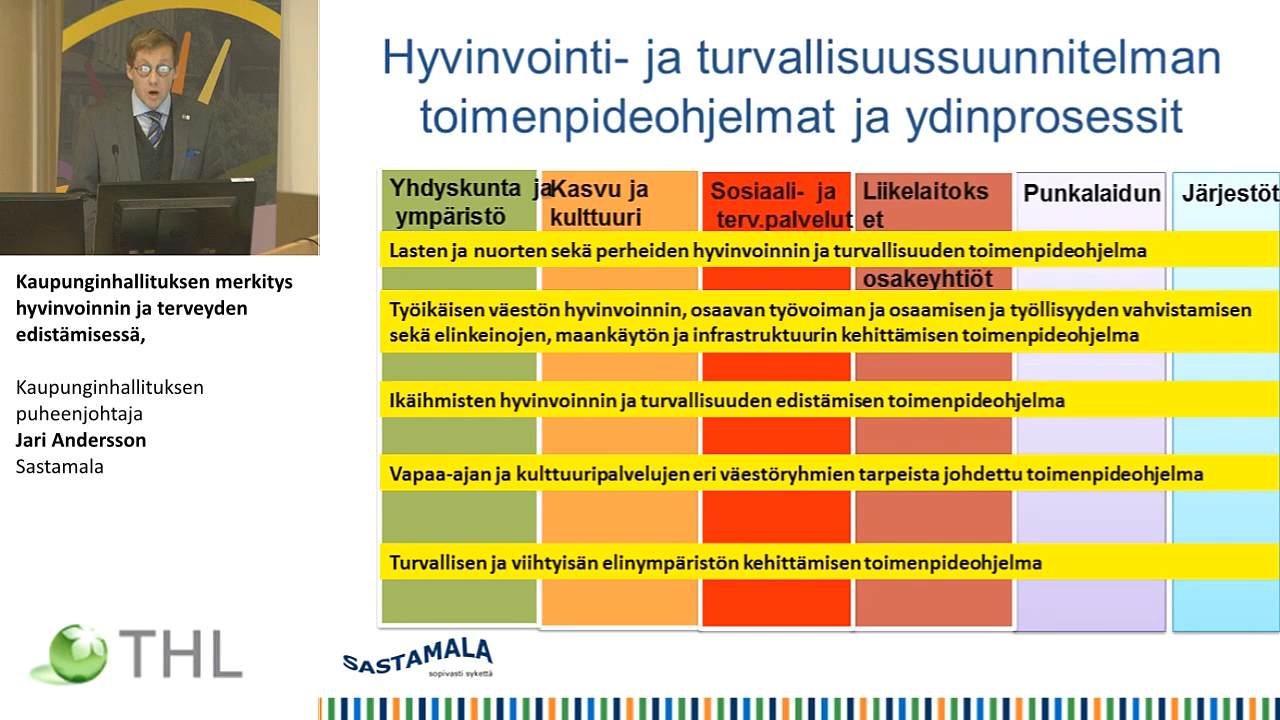 Hyvinvointi- ja turvallisuussuunnitelman
toimenpideohjelmat ja ydinprosessit
Yhdyskunta ja
ympäristö
Kasvu ja
kulttuuri
Sosiaali- ja
terv.palvelut
Liikelaitoks
et
osakeyhtiöt
Punkalaidun
Järjestöt
Lasten ja nuorten sekä perheiden hyvinvoinnin ja turvallisuuden toimenpideohjelma
Työikäisen väestön hyvinvoinnin, osaavan työvoiman ja osaamisen ja työllisyyden vahvistamisen
sekä elinkeinojen, maankäytön ja infrastruktuurin kehittämisen toimenpideohjelma
Ikäihmisten hyvinvoinnin ja turvallisuuden edistämisen toimenpideohjelma
Vapaa-ajan ja kulttuuripalvelujen eri väestöryhmien tarpeista johdettu toimenpideohjelma
Turvallisen ja viihtyisän elinympäristön kehittämisen toimenpideohjelma
Kaupunginhallituksen merkitys
hyvinvoinnin ja terveyden
edistämisessä,
Kaupunginhallituksen
puheenjohtaja
Jari Andersson
Sastamala
THL
SASTAMALA
sopivasti sykettä